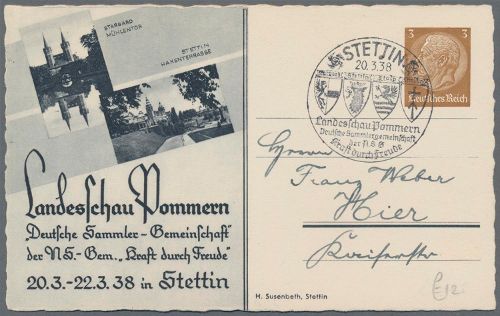 STARGARD
MÜHLENTOR
STETTIN
HAKENTERRASSE
Landesschau Pommern
„Deutsche Sammler-Gemeinschaft
der NS.-Gem. „Kraft durch Freude"
20.3.-22.3.38 in Stettin
STETTIN
20.3.38
Landesschau Pommern
Deutsche Sammlergemeinschaft
der N.S.G
Kraft durch Freude
3 3
Deutsches Reich
Herrn
Franz Weber
Hier
H. Susenbeth, Stettin